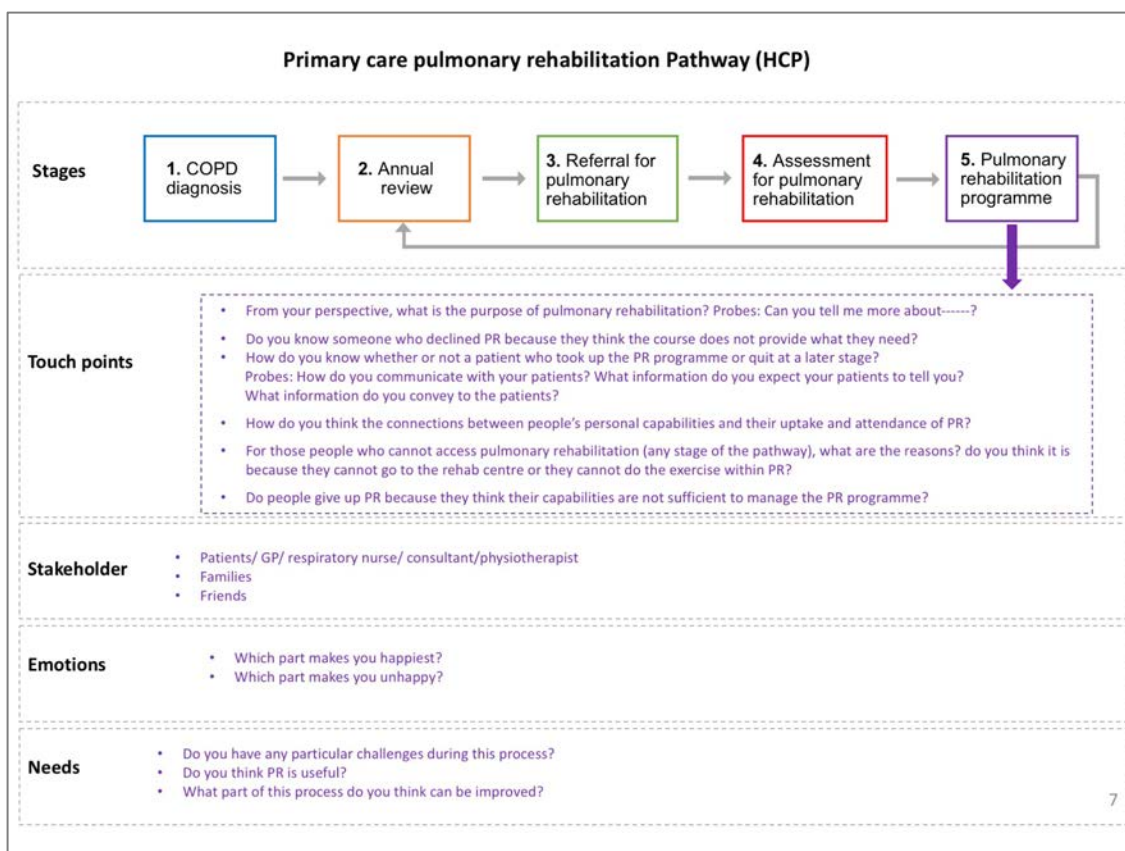 Primary care pulmonary rehabilitation Pathway (HCP)
Stages
1. COPD
diagnosis
2. Annual
review
3. Referral for
pulmonary
rehabilitation
4. Assessment
for pulmonary
rehabilitation
5. Pulmonary
rehabilitation
programme
Touch points
• From your perspective, what is the purpose of pulmonary rehabilitation? Probes: Can you tell me more about------?
• Do you know someone who declined PR because they think the course does not provide what they need?
• How do you know whether or not a patient who took up the PR programme or quit at a later stage?
Probes: How do you communicate with your patients? What information do you expect your patients to tell you?
What information do you convey to the patients?
• How do you think the connections between people's personal capabilities and their uptake and attendance of PR?
• For those people who cannot access pulmonary rehabilitation (any stage of the pathway), what are the reasons? do you think it is
because they cannot go to the rehab centre or they cannot do the exercise within PR?
• Do people give up PR because they think their capabilities are not sufficient to manage the PR programme?
Stakeholder
• Patients/ GP/ respiratory nurse/ consultant/physiotherapist
• Families
• Friends
Emotions
• Which part makes you happiest?
• Which part makes you unhappy?
Needs
• Do you have any particular challenges during this process?
• Do you think PR is useful?
• What part of this process do you think can be improved?
7